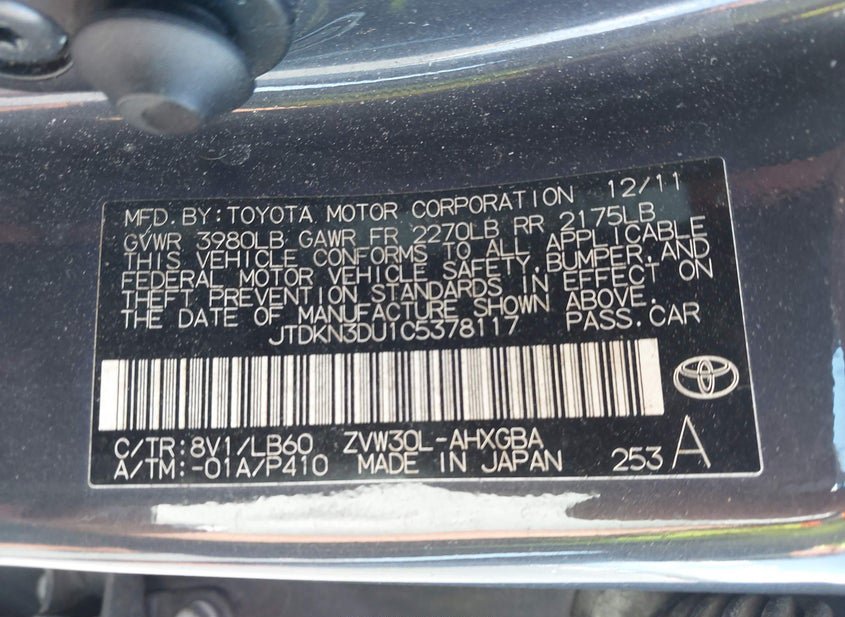 MFD. BY: TOYOTA MOTOR CORPORATION 12/11
GVWR 3980LB GAWR FR 2270LB RR 2175LB
THIS VEHICLE CONFORMS TO ALL APPLICABLE
FEDERAL MOTOR VEHICLE SAFETY, BUMPER, AND
THEFT PREVENTION STANDARDS IN EFFECT ON
THE DATE OF MANUFACTURE SHOWN ABOVE.
JTDKN3DU1C5378117 PASS. CAR
C/TR: 8V1/LB60 ZVW30L-AHXGBA
A/TM: -01A/P410 MADE IN JAPAN 253 A